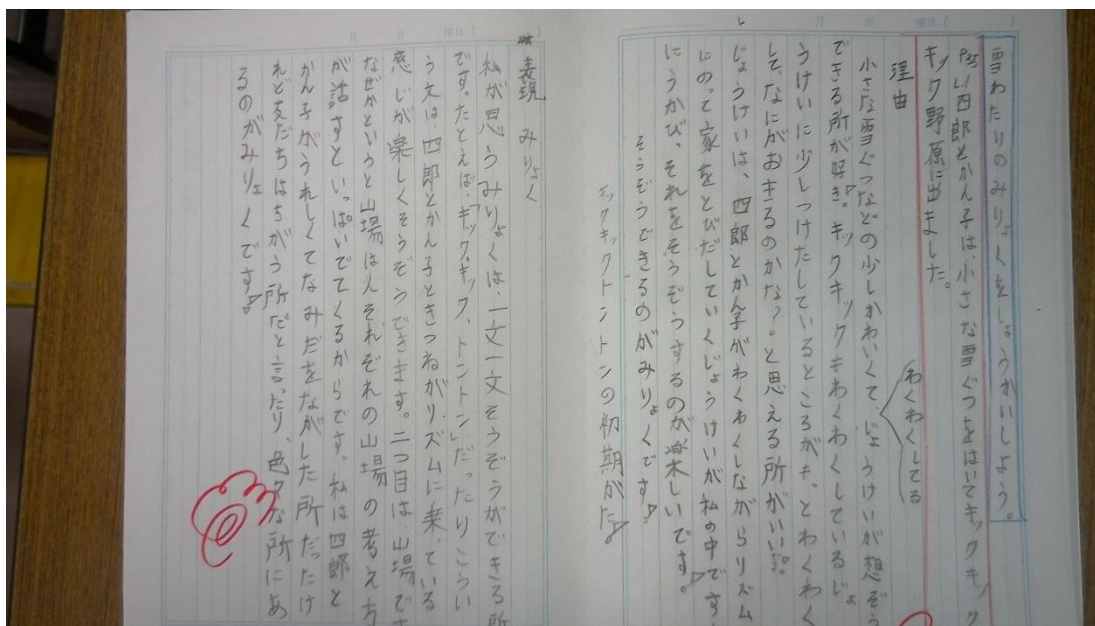 雪わたりのみりょくをしょうかいしよう。
四郎とかん子は、小さな雪ぐつをはいてキックキック
キック野原に出ました。
理由
わくわくしてる
小さな雪ぐつなどの少しかわいくて、じょうけいが想ぞう
できる所が好き。キックキックもわくわくしているじょ
うけいに少しつけたしているところがもっとわくわく
して、なにがおきるのかな?と思える所がいい。
じょうけいは、四郎とかん子がわくわくしながらリズム
にのって家をとびだしていくじょうけいが私の中です
にうかび、それをそうぞうするのが楽しいです。
そうぞうできるのがみりょくです。
キックキックトントンの初期がた
表現 みりょく
私が思うみりょくは、一文一文そうぞうができる所
です。たとえば、「キック、キック、トントン」だったりこうい
う文は、四郎とかん子ときつねがリズムに乗っている
感じが楽しくそうぞうできます。二つ目は山場で
なぜかというと山場は人それぞれの山場の考え方
が話すといっぱいでてくるからです。私は四郎と
かん子がうれしくてなみだをながした所だったけ
れど友だちはちがう所だと言ったり、色々な所にあ
るのがみりょくです。